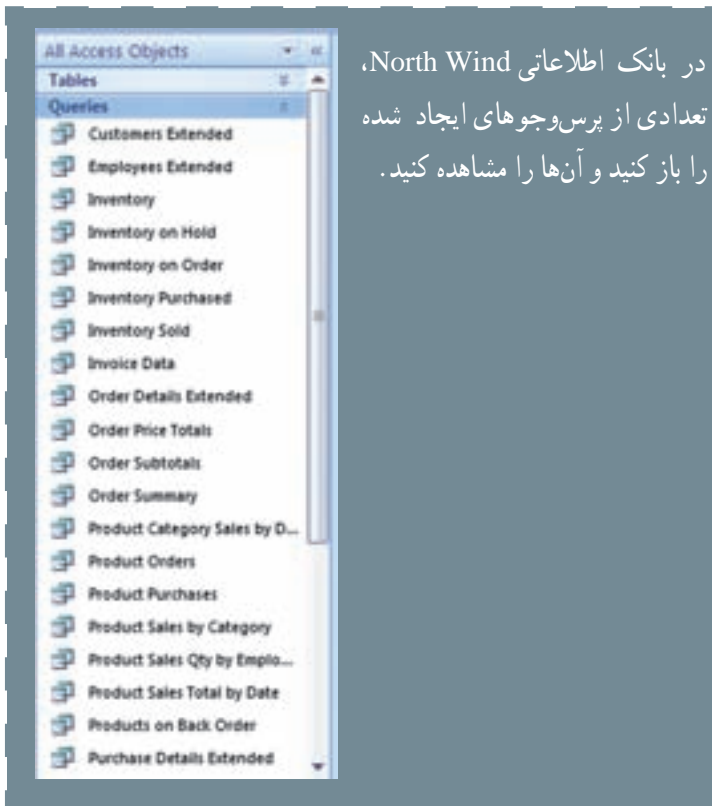 در بانک اطلاعاتی North Wind،
تعدادی از پرس‌وجوهای ایجاد شده
را باز کنید و آن‌ها را مشاهده کنید.
All Access Objects
Tables
Queries
Customers Extended
Employees Extended
Inventory
Inventory on Hold
Inventory on Order
Inventory Purchased
Inventory Sold
Invoice Data
Order Details Extended
Order Price Totals
Order Subtotals
Order Summary
Product Category Sales by D...
Product Orders
Product Purchases
Product Sales by Category
Product Sales Qty by Emplo...
Product Sales Total by Date
Products on Back Order
Purchase Details Extended